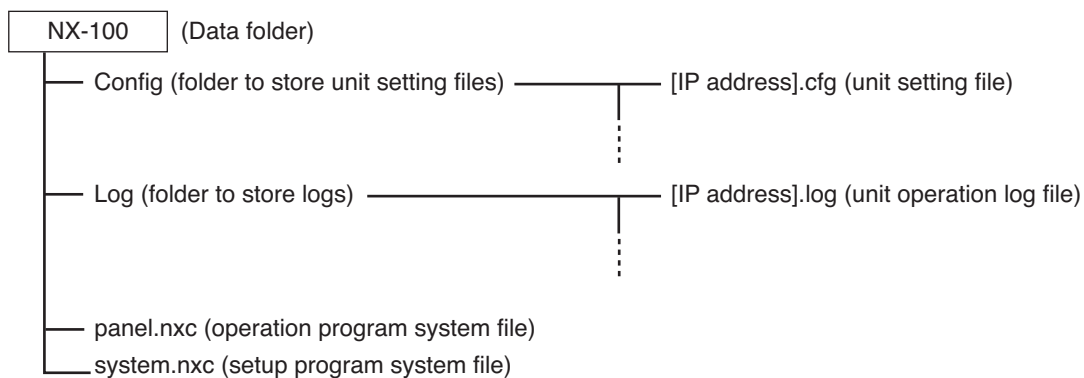 NX-100 (Data folder)
Config (folder to store unit setting files) [IP address].cfg (unit setting file)
Log (folder to store logs) [IP address].log (unit operation log file)
panel.nxc (operation program system file)
system.nxc (setup program system file)